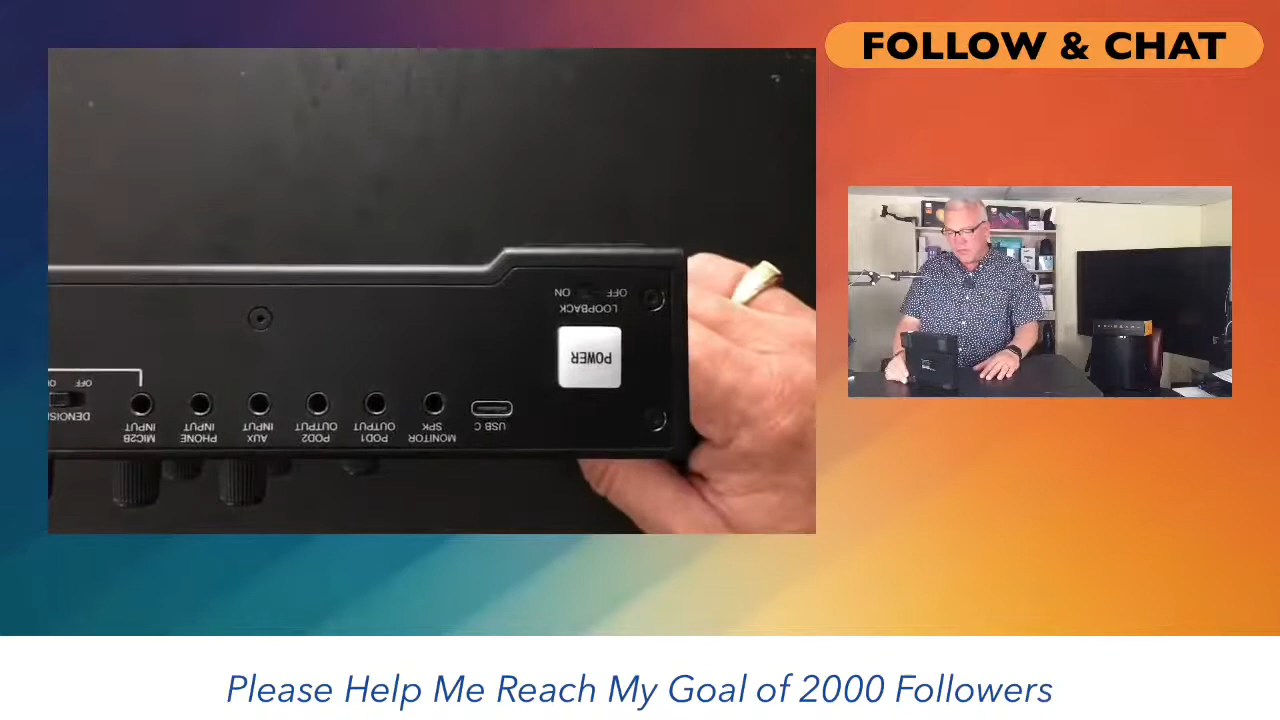 FOLLOW & CHAT
ON OFF
LOOPBACK
POWER
OFF
DENOISE
MIC2B
INPUT
PHONE
INPUT
AUX
INPUT
POD2
OUTPUT
POD1
OUTPUT
MONITOR
SPK
USB C
Please Help Me Reach My Goal of 2000 Followers